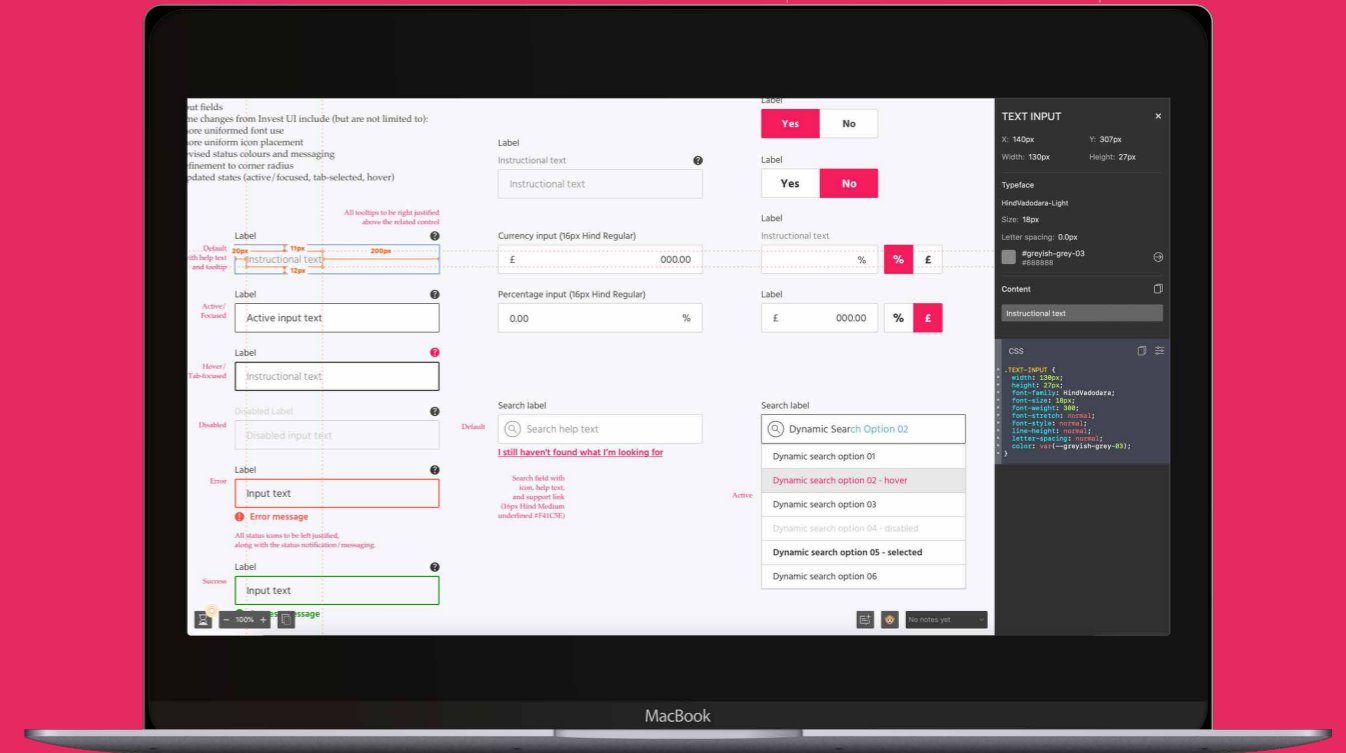 ut fields
ne changes from Invest UI include (but are not limited to):
ore uniformed font use
ore uniform icon placement
vised status colours and messaging
finement to corner radius
pdated states (active/focused, tab-selected, hover)
All tooltips to be right justified
above the related control
Label
Default
ith help text
and tooltip
20px
11px
200px
Instructional text
12px
Label
Active/
Focused
Active input text
Label
Hover/
Tab-focused
Instructional text
Disabled Label
Disabled
Disabled input text
Label
Error
Input text
Error message
All status icons to be left justified,
along with the status notification/messaging.
Label
Success
Input text
essage
− 100% +
Label
Instructional text
Instructional text
Currency input (16px Hind Regular)
£ 000.00
Percentage input (16px Hind Regular)
0.00 %
Search label
Default
Search help text
I still haven't found what I'm looking for
Search field with
icon, help text,
and support link
(16px Hind Medium
underlined #F41C5E)
Label
Yes No
Label
Yes No
Label
Instructional text
% % £
Label
£ 000.00 % £
Search label
Dynamic Search Option 02
Dynamic search option 01
Dynamic search option 02 - hover
Active
Dynamic search option 03
Dynamic search option 04 - disabled
Dynamic search option 05 - selected
Dynamic search option 06
No notes yet
TEXT INPUT ×
X: 140px Y: 307px
Width: 130px Height: 27px
Typeface
HindVadodara-Light
Size: 18px
Letter spacing: 0.0px
#greyish-grey-03
#888888
Content
Instructional text
CSS
.TEXT-INPUT {
width: 130px;
height: 27px;
font-family: HindVadodara;
font-size: 18px;
font-weight: 300;
font-stretch: normal;
font-style: normal;
line-height: normal;
letter-spacing: normal;
color: var(--greyish-grey-03);
}
MacBook